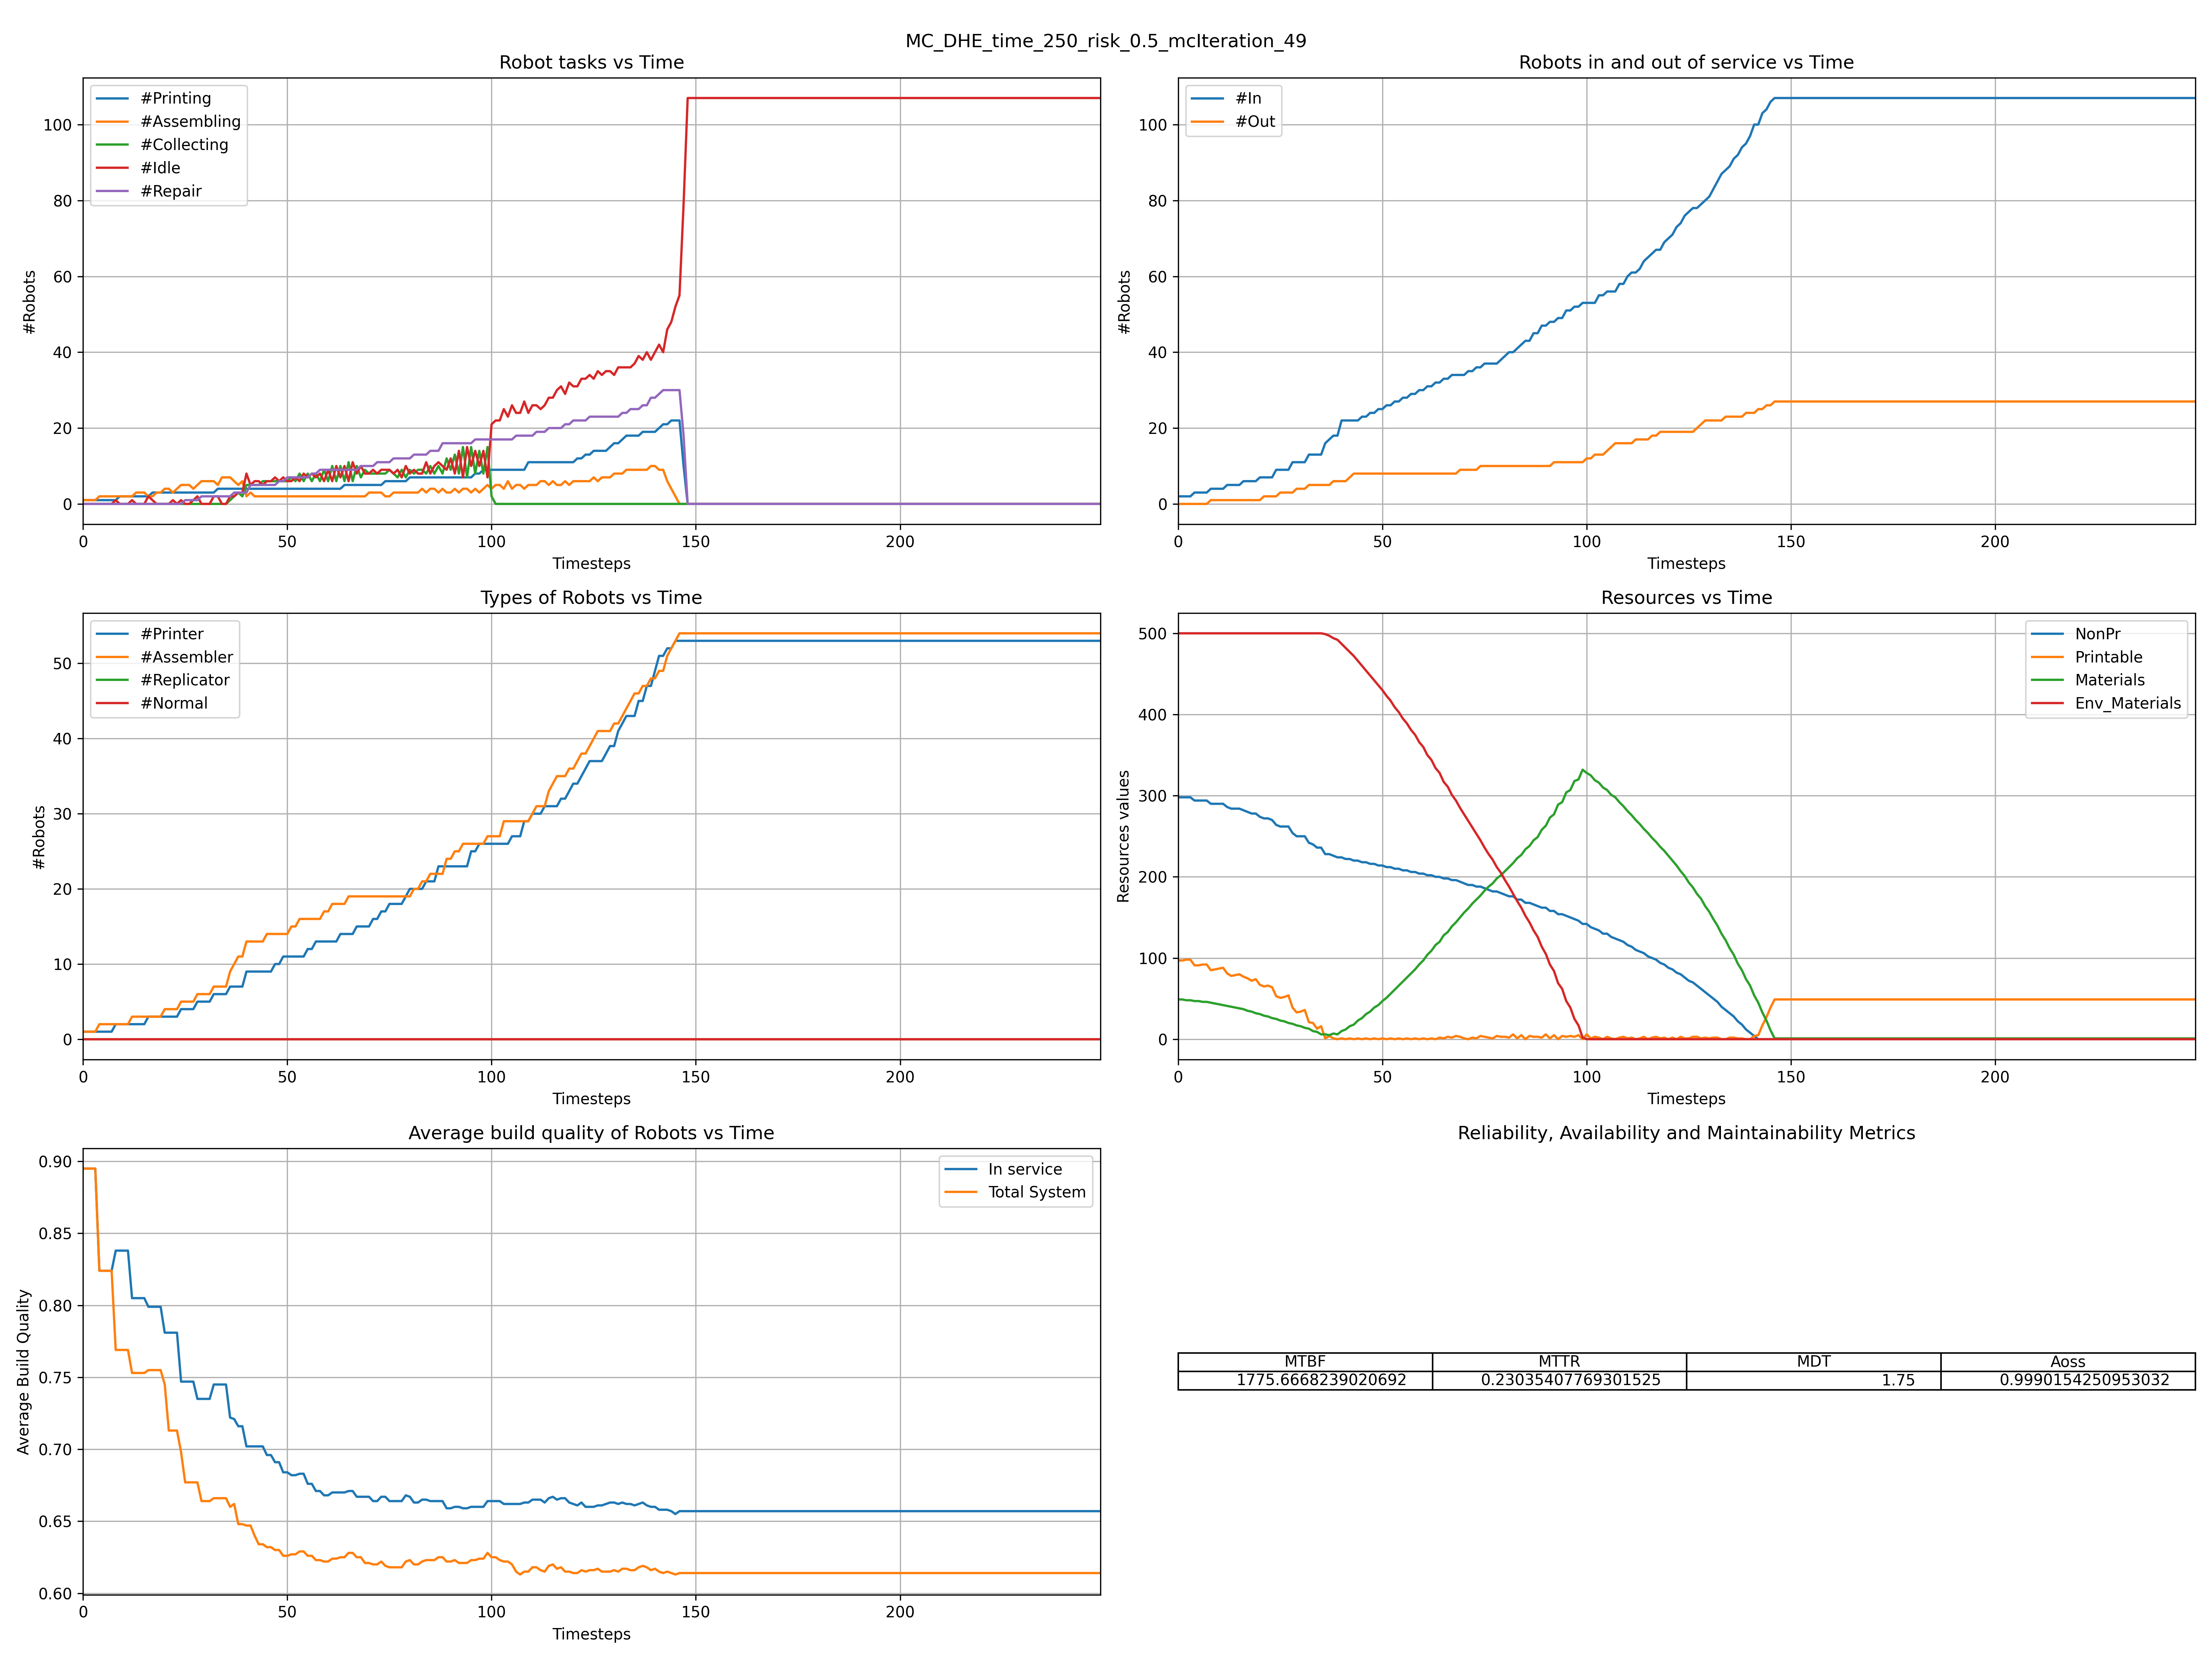 MC_DHE_time_250_risk_0.5_mcIteration_49
Robot tasks vs Time
#Printing
#Assembling
#Collecting
#Idle
#Repair
#Robots
0
20
40
60
80
100
0 50 100 150 200
Timesteps
Robots in and out of service vs Time
#In
#Out
#Robots
0
20
40
60
80
100
0 50 100 150 200
Timesteps
Types of Robots vs Time
#Printer
#Assembler
#Replicator
#Normal
#Robots
0
10
20
30
40
50
0 50 100 150 200
Timesteps
Resources vs Time
NonPr
Printable
Materials
Env_Materials
Resources values
0
100
200
300
400
500
0 50 100 150 200
Timesteps
Average build quality of Robots vs Time
In service
Total System
Average Build Quality
0.60
0.65
0.70
0.75
0.80
0.85
0.90
0 50 100 150 200
Timesteps
Reliability, Availability and Maintainability Metrics
MTBF MTTR MDT Aoss
1775.6668239020692 0.23035407769301525 1.75 0.9990154250953032